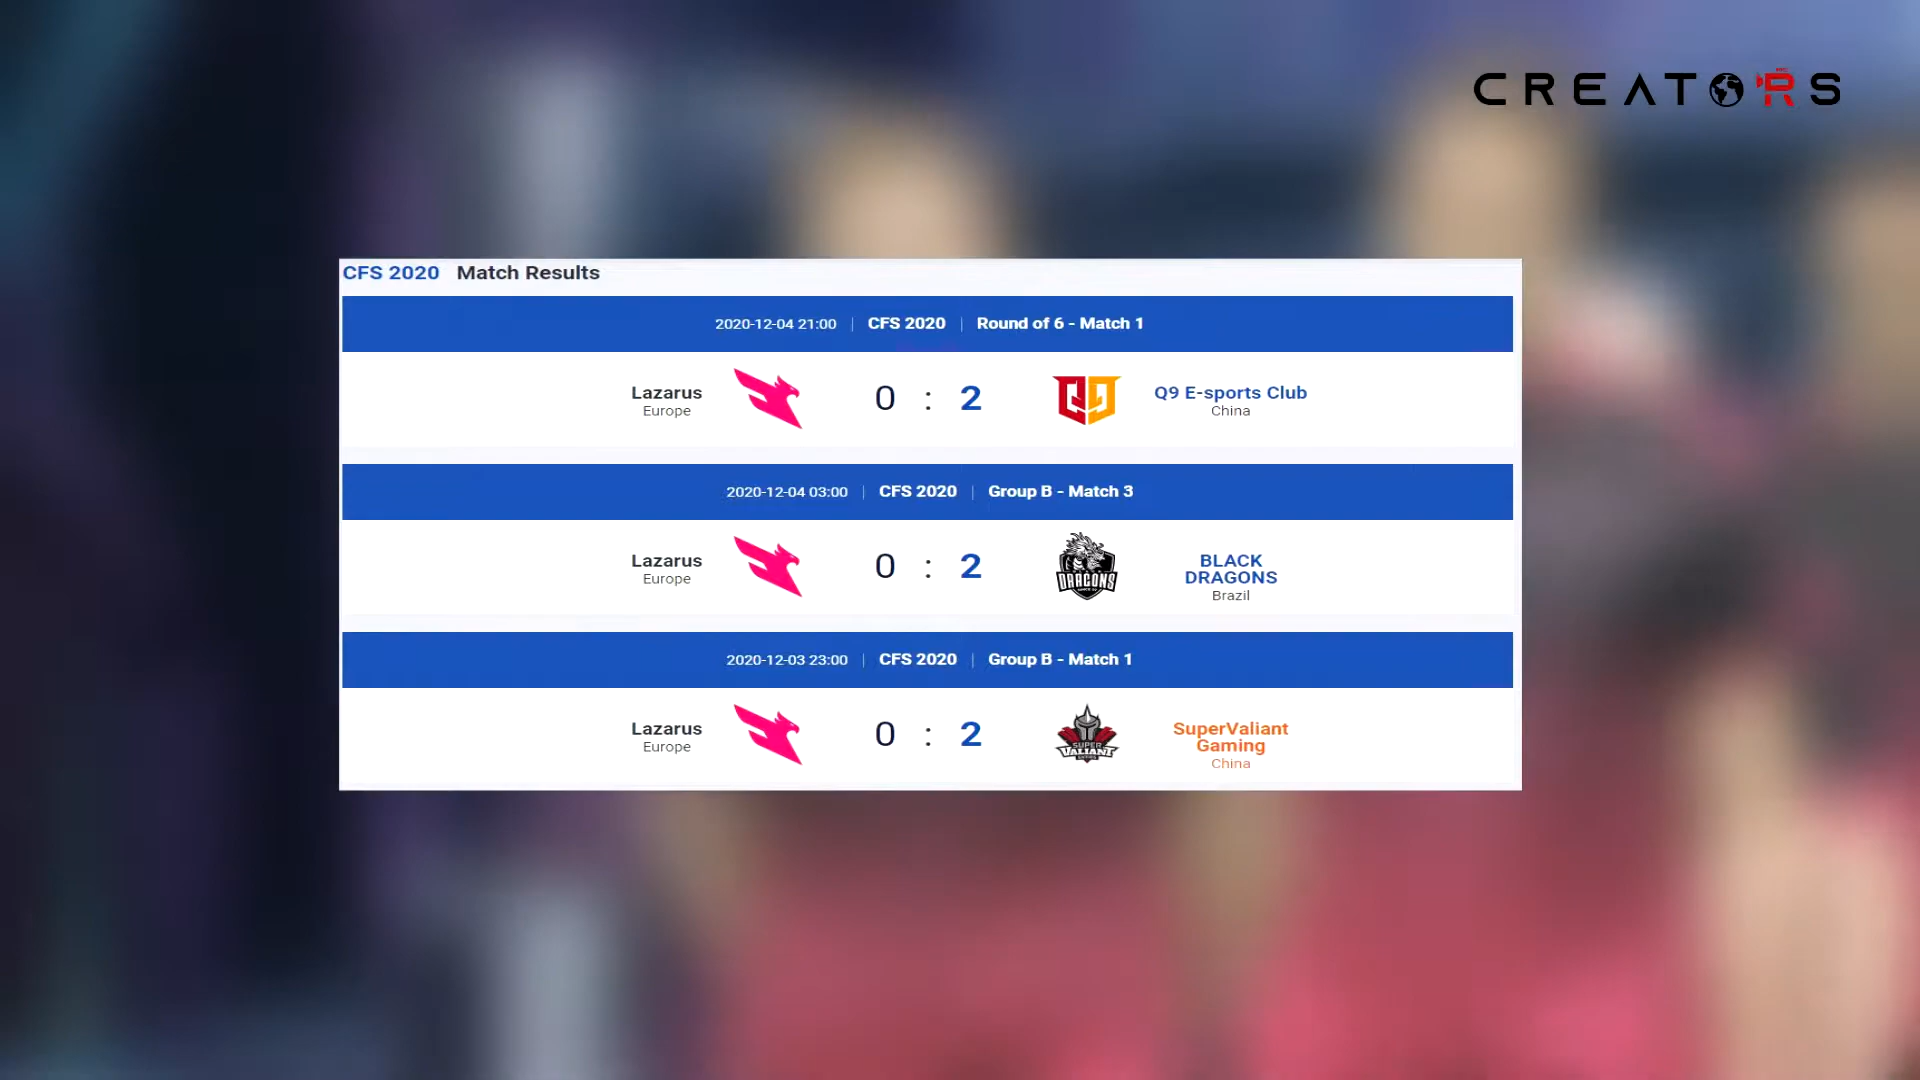 CREATORS
CFS 2020 Match Results
2020-12-04 21:00 | CFS 2020 | Round of 6 - Match 1
Lazarus 0 : 2 Q9 E-sports Club
Europe China
2020-12-04 03:00 | CFS 2020 | Group B - Match 3
Lazarus 0 : 2 BLACK
DRAGONS
Europe Brazil
DRAGONS
2020-12-03 23:00 | CFS 2020 | Group B - Match 1
Lazarus 0 : 2 SuperValiant
Gaming
Europe China
SUPER
VALIANT